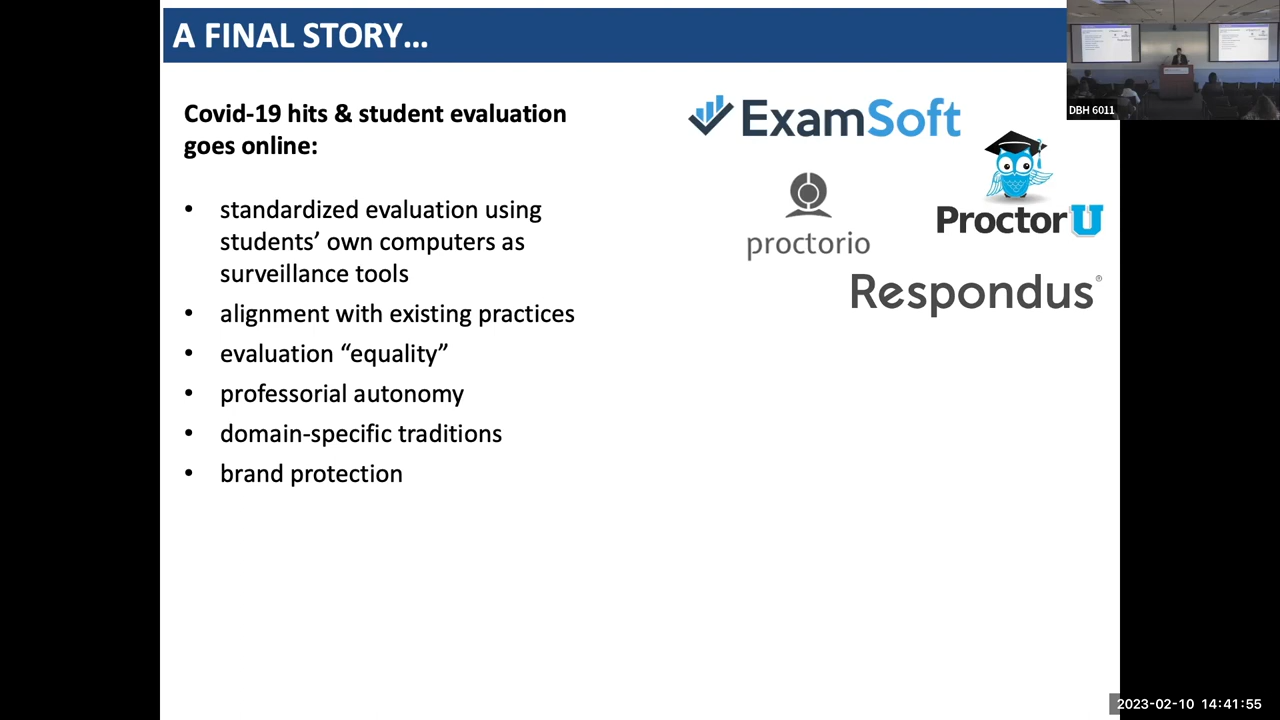 A FINAL STORY...
Covid-19 hits & student evaluation
goes online:
• standardized evaluation using
students’ own computers as
surveillance tools
• alignment with existing practices
• evaluation “equality”
• professorial autonomy
• domain-specific traditions
• brand protection
ExamSoft
ProctorU
proctorio
Respondus®
DBH 6011
2023-02-10 14:41:55